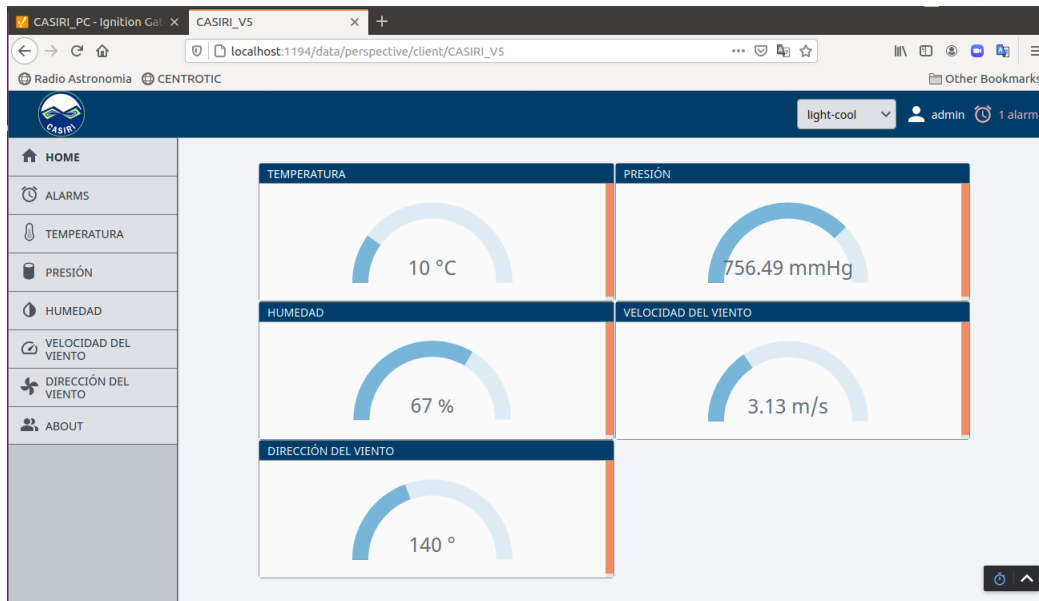 CASIRI_PC - Ignition Gat
CASIRI_V5
localhost:1194/data/perspective/client/CASIRI_V5
Radio Astronomia
CENTROTIC
Other Bookmarks
CASIRI
light-cool
admin
1 alarm
HOME
ALARMS
TEMPERATURA
PRESIÓN
HUMEDAD
VELOCIDAD DEL
VIENTO
DIRECCIÓN DEL
VIENTO
ABOUT
TEMPERATURA
10 °C
PRESIÓN
756.49 mmHg
HUMEDAD
67 %
VELOCIDAD DEL VIENTO
3.13 m/s
DIRECCIÓN DEL VIENTO
140 °